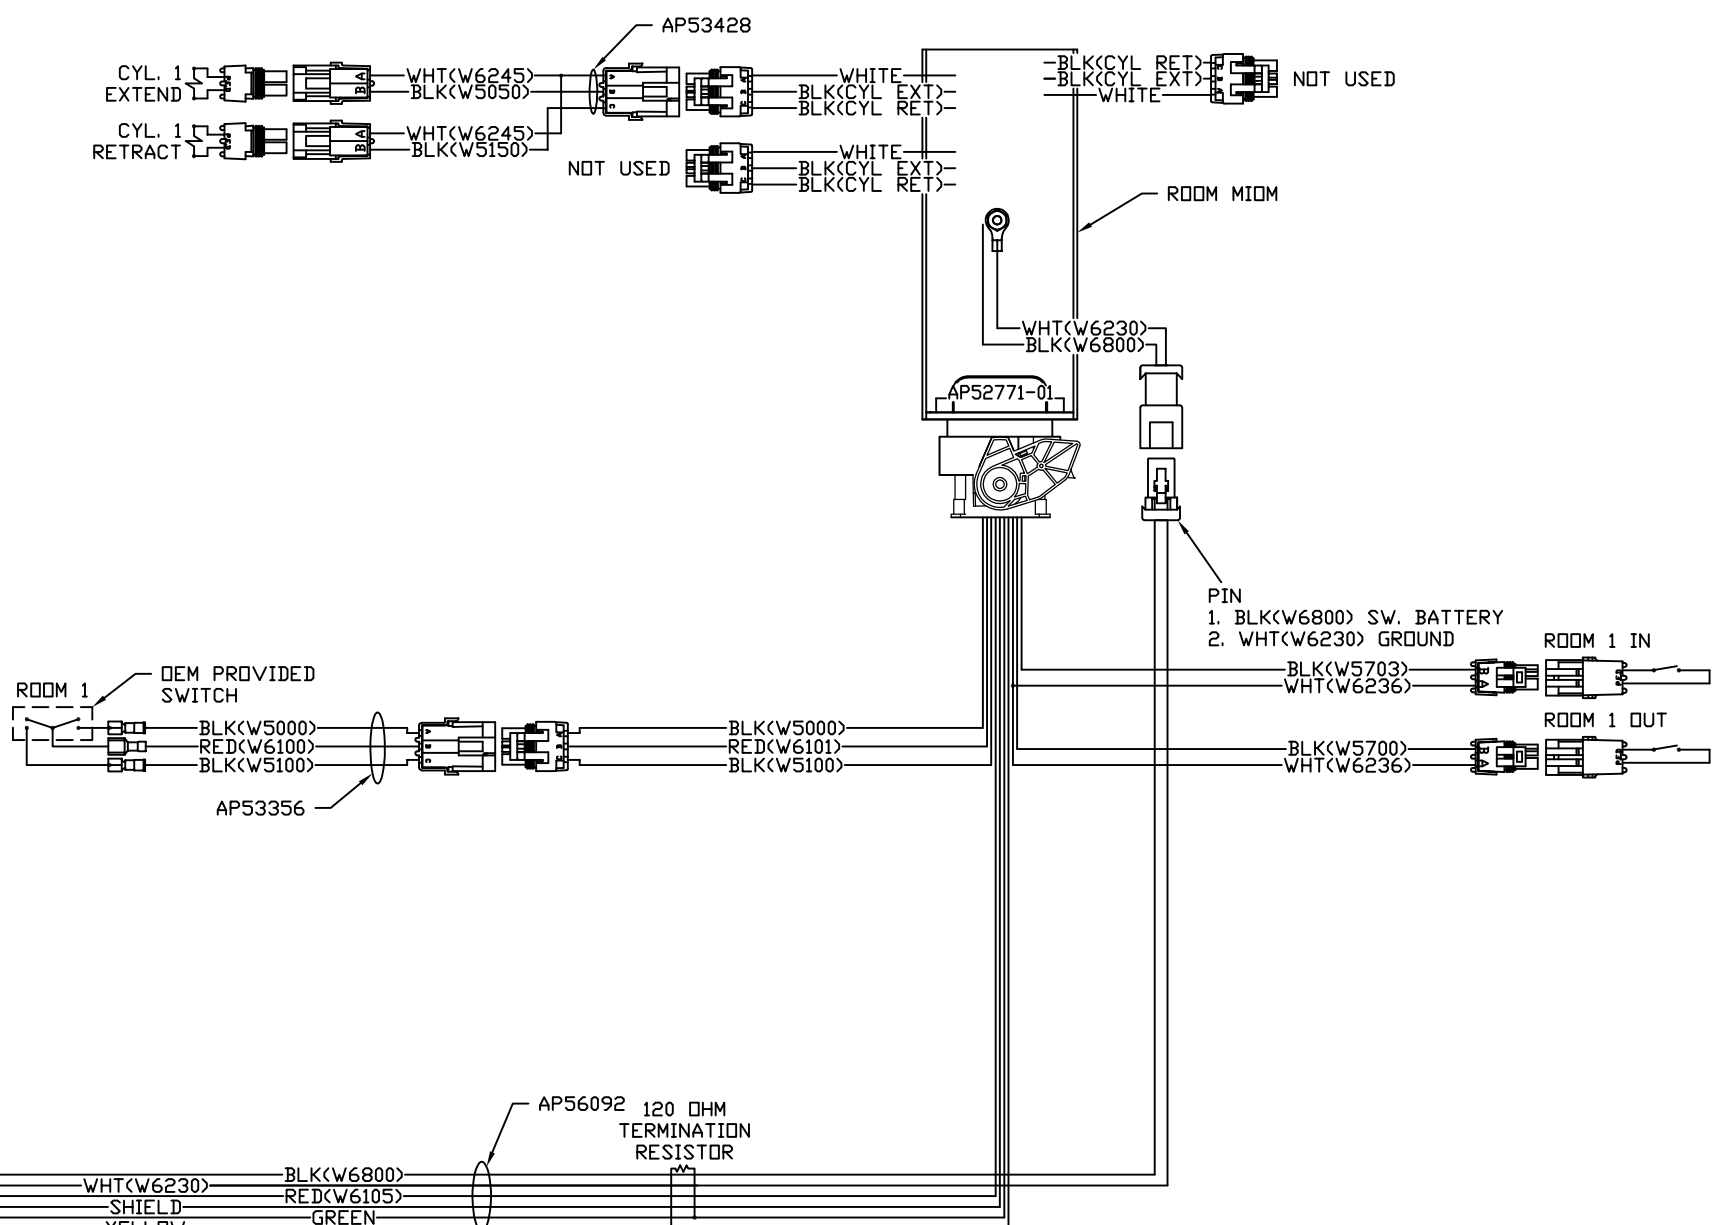 AP53428
CYL. 1
EXTEND
A
B
WHT(W6245)
BLK(W5050)
A
B
C
WHITE
BLK(CYL EXT)
BLK(CYL RET)
BLK(CYL RET)
BLK(CYL EXT)
WHITE
NOT USED
CYL. 1
RETRACT
A
B
WHT(W6245)
BLK(W5150)
NOT USED
WHITE
BLK(CYL EXT)
BLK(CYL RET)
ROOM MIOM
WHT(W6230)
BLK(W6800)
AP52771-01
PIN
1. BLK(W6800) SW. BATTERY
2. WHT(W6230) GROUND
ROOM 1 IN
BLK(W5703)
WHT(W6236)
B
A
ROOM 1 OUT
BLK(W5700)
WHT(W6236)
B
A
OEM PROVIDED
SWITCH
ROOM 1
BLK(W5000)
RED(W6100)
BLK(W5100)
A
B
C
BLK(W5000)
RED(W6101)
BLK(W5100)
AP53356
AP56092
120 OHM
TERMINATION
RESISTOR
BLK(W6800)
WHT(W6230)
RED(W6105)
SHIELD
GREEN
YELLOW